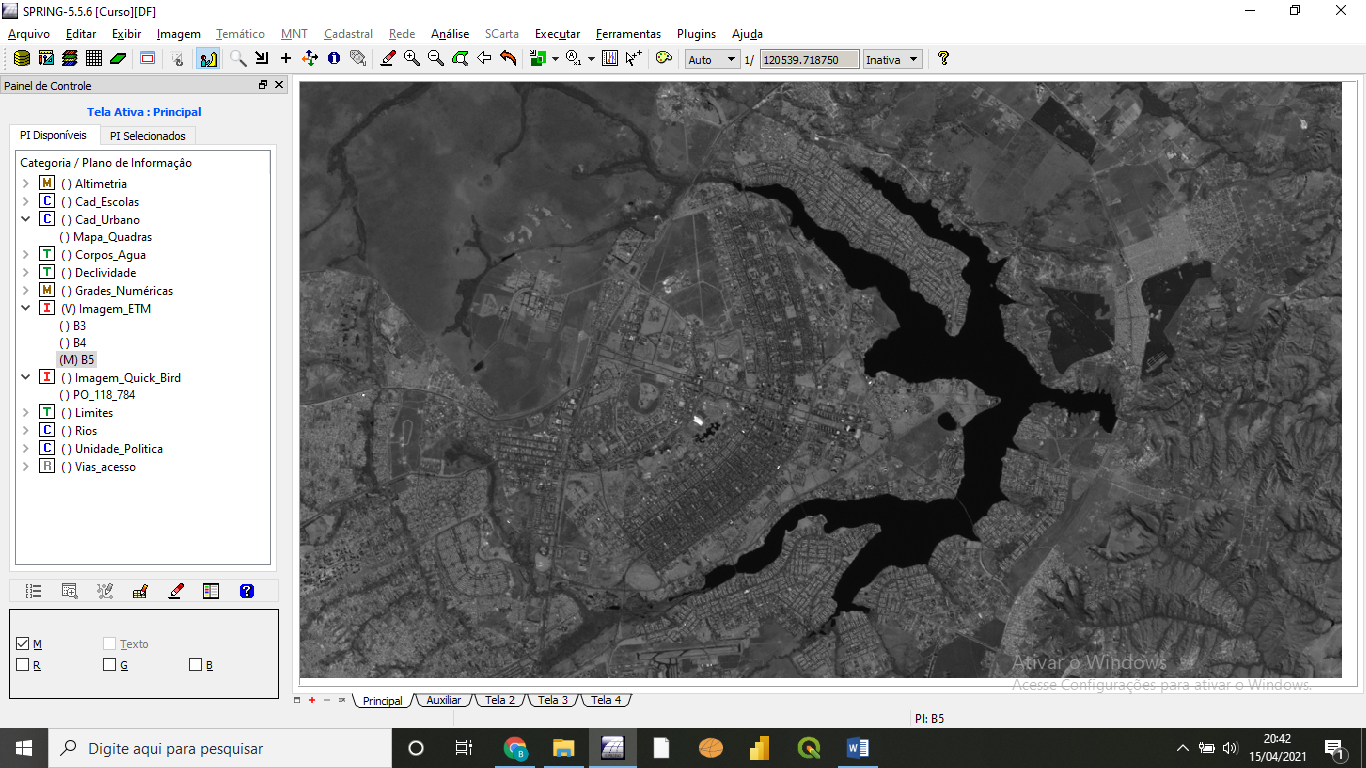 SPRING-5.5.6 [Curso][DF]
Arquivo Editar Exibir Imagem Temático MNT Cadastral Rede Análise SCarta Executar Ferramentas Plugins Ajuda
Auto 1/ 120539.718750 Inativa
Painel de Controle
Tela Ativa : Principal
PI Disponíveis PI Selecionados
Categoria / Plano de Informação
M ( ) Altimetria
C ( ) Cad_Escolas
C ( ) Cad_Urbano
( ) Mapa_Quadras
T ( ) Corpos_Agua
T ( ) Declividade
M ( ) Grades_Numéricas
I (V) Imagem_ETM
( ) B3
( ) B4
(M) B5
I ( ) Imagem_Quick_Bird
( ) PO_118_784
T ( ) Limites
C ( ) Rios
C ( ) Unidade_Politica
R ( ) Vias_acesso
M Texto
R G B
Ativar o Windows
Acesse Configurações para ativar o Windows.
Principal Auxiliar Tela 2 Tela 3 Tela 4
PI: B5
Digite aqui para pesquisar
20:42
15/04/2021
1